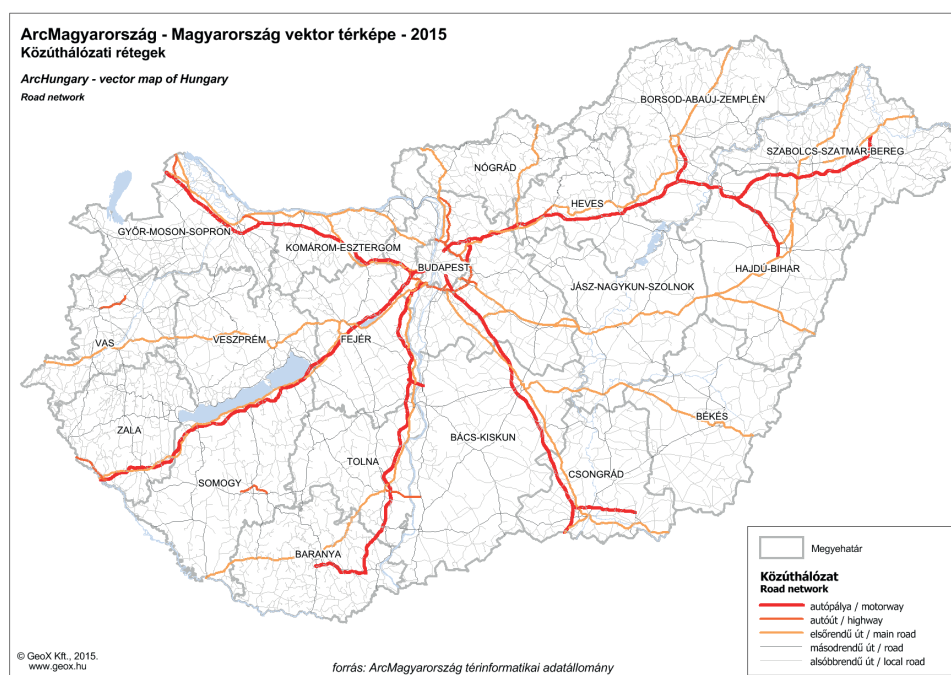 ArcMagyarország - Magyarország vektor térképe - 2015
Közúthálózati rétegek
ArcHungary - vector map of Hungary
Road network
BORSOD-ABAÚJ-ZEMPLÉN
SZABOLCS-SZATMÁR-BEREG
NÓGRÁD
HEVES
GYŐR-MOSON-SOPRON
KOMÁROM-ESZTERGOM
BUDAPEST
HAJDÚ-BIHAR
JÁSZ-NAGYKUN-SZOLNOK
VAS
VESZPRÉM
FEJÉR
BÉKÉS
ZALA
BÁCS-KISKUN
TOLNA
CSONGRÁD
SOMOGY
BARANYA
Megyehatár
Közúthálózat
Road network
autópálya / motorway
autóút / highway
elsőrendű út / main road
másodrendű út / road
alsóbbrendű út / local road
© GeoX Kft., 2015.
www.geox.hu
forrás: ArcMagyarország térinformatikai adatállomány